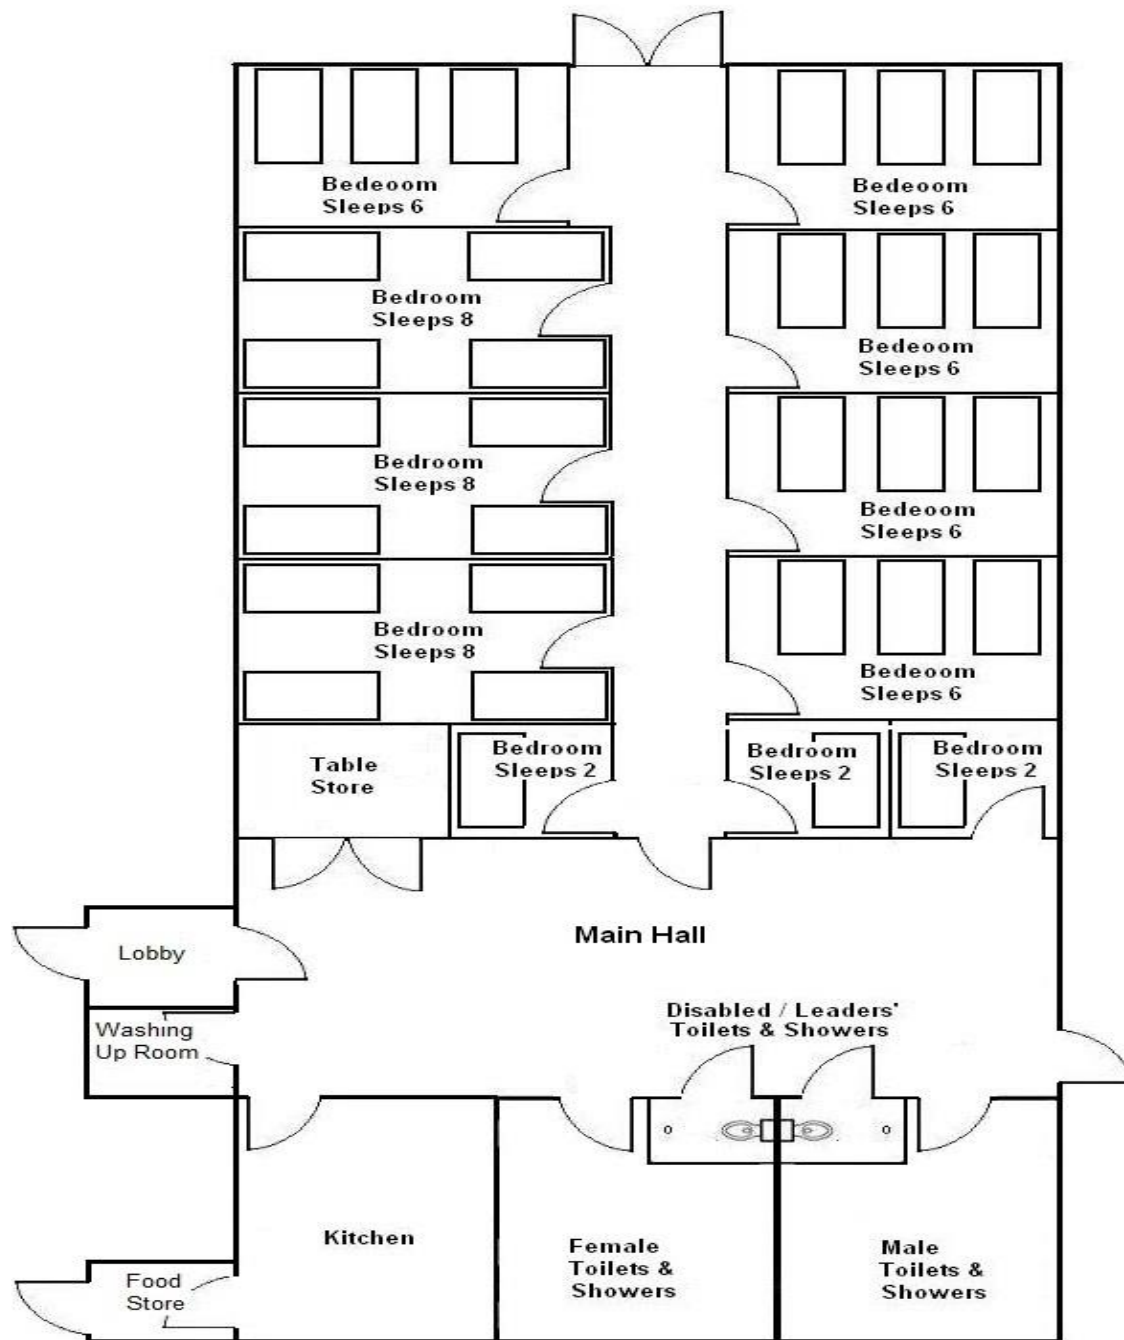 Bedeoom
Sleeps 6
Bedeoom
Sleeps 6
Bedroom
Sleeps 8
Bedeoom
Sleeps 6
Bedroom
Sleeps 8
Bedeoom
Sleeps 6
Bedroom
Sleeps 8
Bedeoom
Sleeps 6
Table
Store
Bedroom
Sleeps 2
Bedroom
Sleeps 2
Bedroom
Sleeps 2
Main Hall
Lobby
Disabled / Leaders'
Toilets & Showers
Washing
Up Room
Kitchen
Female
Toilets &
Showers
Male
Toilets &
Showers
Food
Store